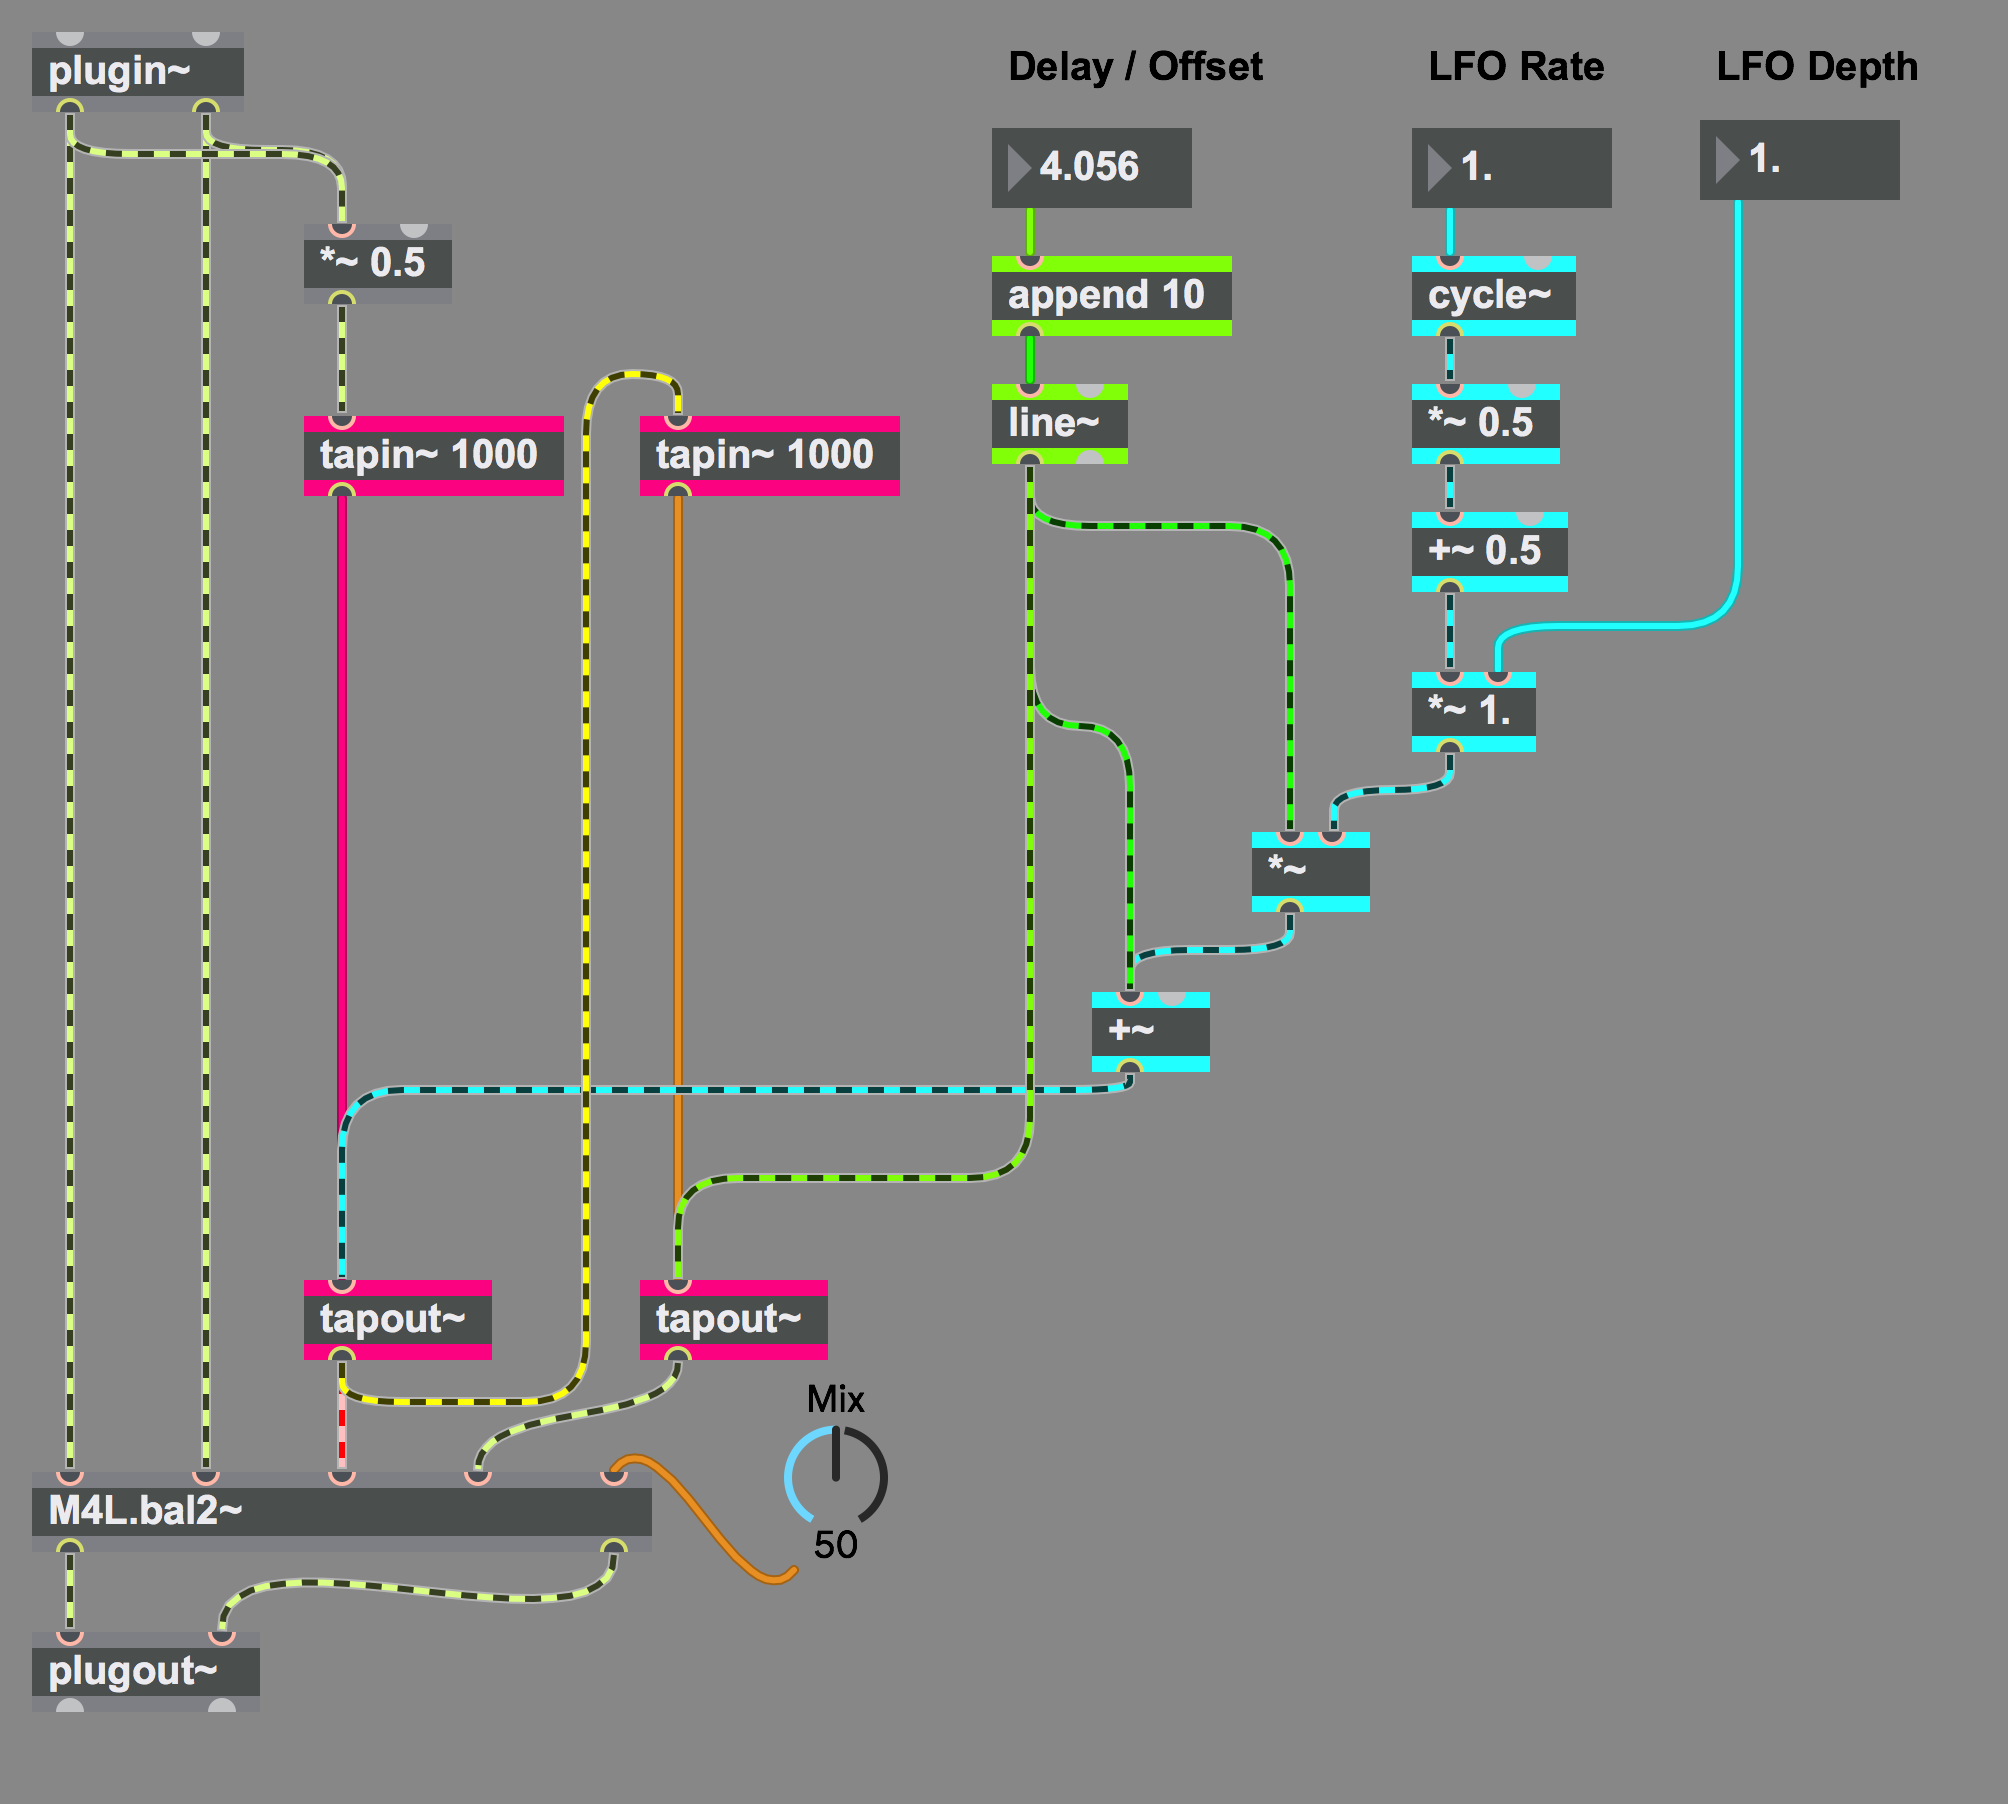 plugin~
Delay / Offset
LFO Rate
LFO Depth
4.056
1.
1.
*~ 0.5
append 10
cycle~
tapin~ 1000
tapin~ 1000
line~
*~ 0.5
+~ 0.5
*~ 1.
*~
+~
tapout~
tapout~
Mix
50
M4L.bal2~
plugout~